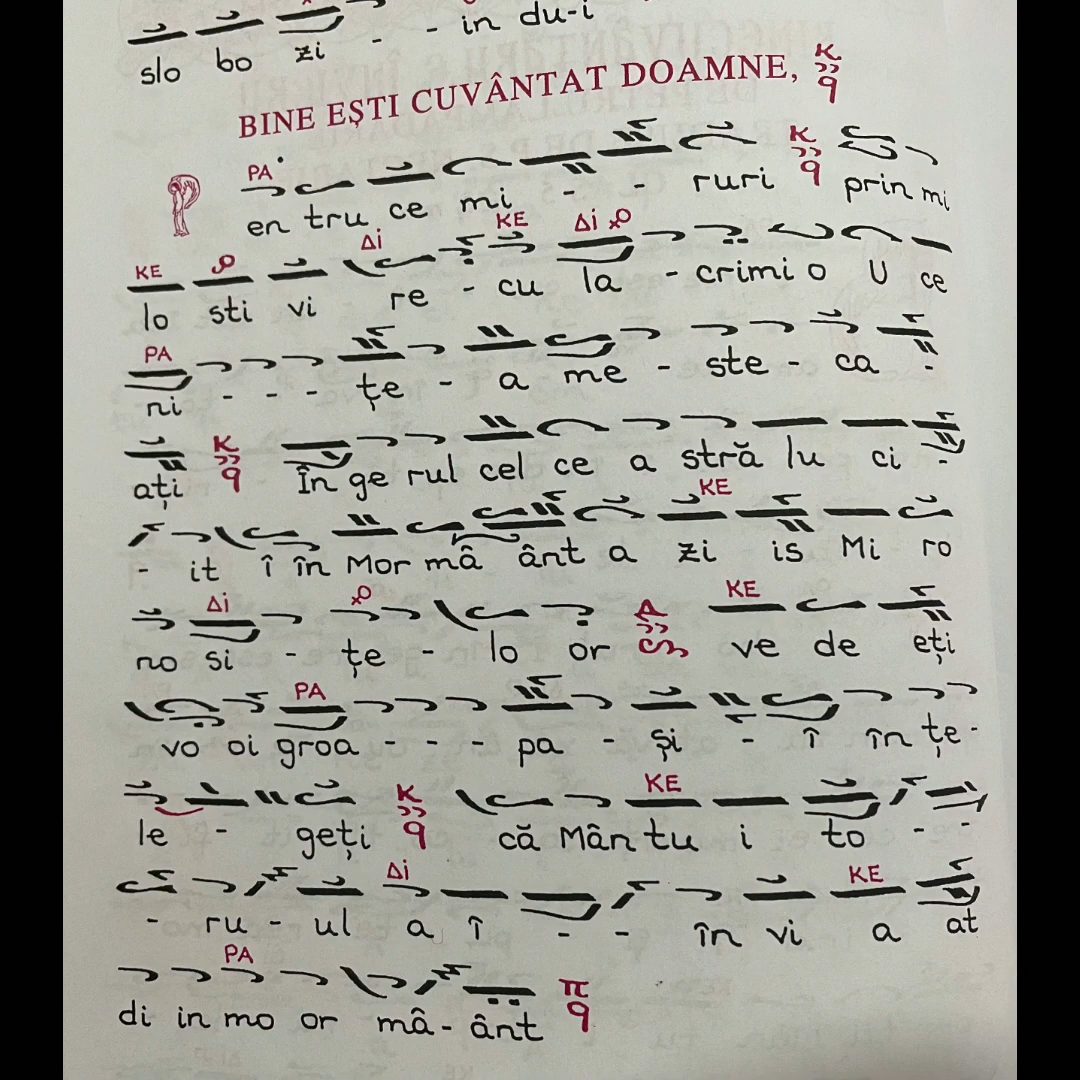 slo bo zi - - in du-i
BINE EȘTI CUVÂNTAT DOAMNE,
PA
P en tru ce mi - - ruri prin mi
KE Δi KE Δi
lo sti vi re - cu la - crimi o U ce
PA
ni - - - țe - a me - ste - ca -
ați În ge rul cel ce a stră lu ci -
KE
- it î în Mor mâ ânt a zi is Mi ro
Δi KE
no si - țe - lo or ve de eți
PA
vo oi groa - - - pa - și - î în țe -
KE
le - geți că Mân tu i to - -
Δi KE
- ru - ul a î - - în vi a at
PA
di in mo or mâ - ânt